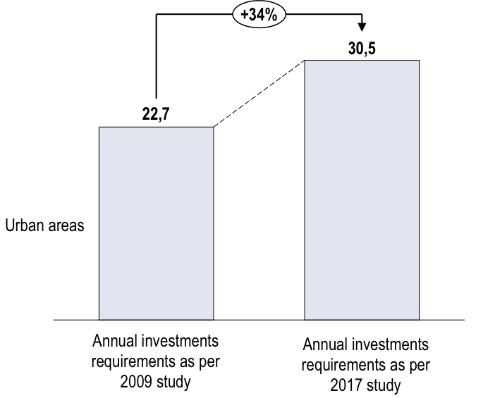 +34%
30,5
22,7
Urban areas
Annual investments
requirements as per
2009 study
Annual investments
requirements as per
2017 study